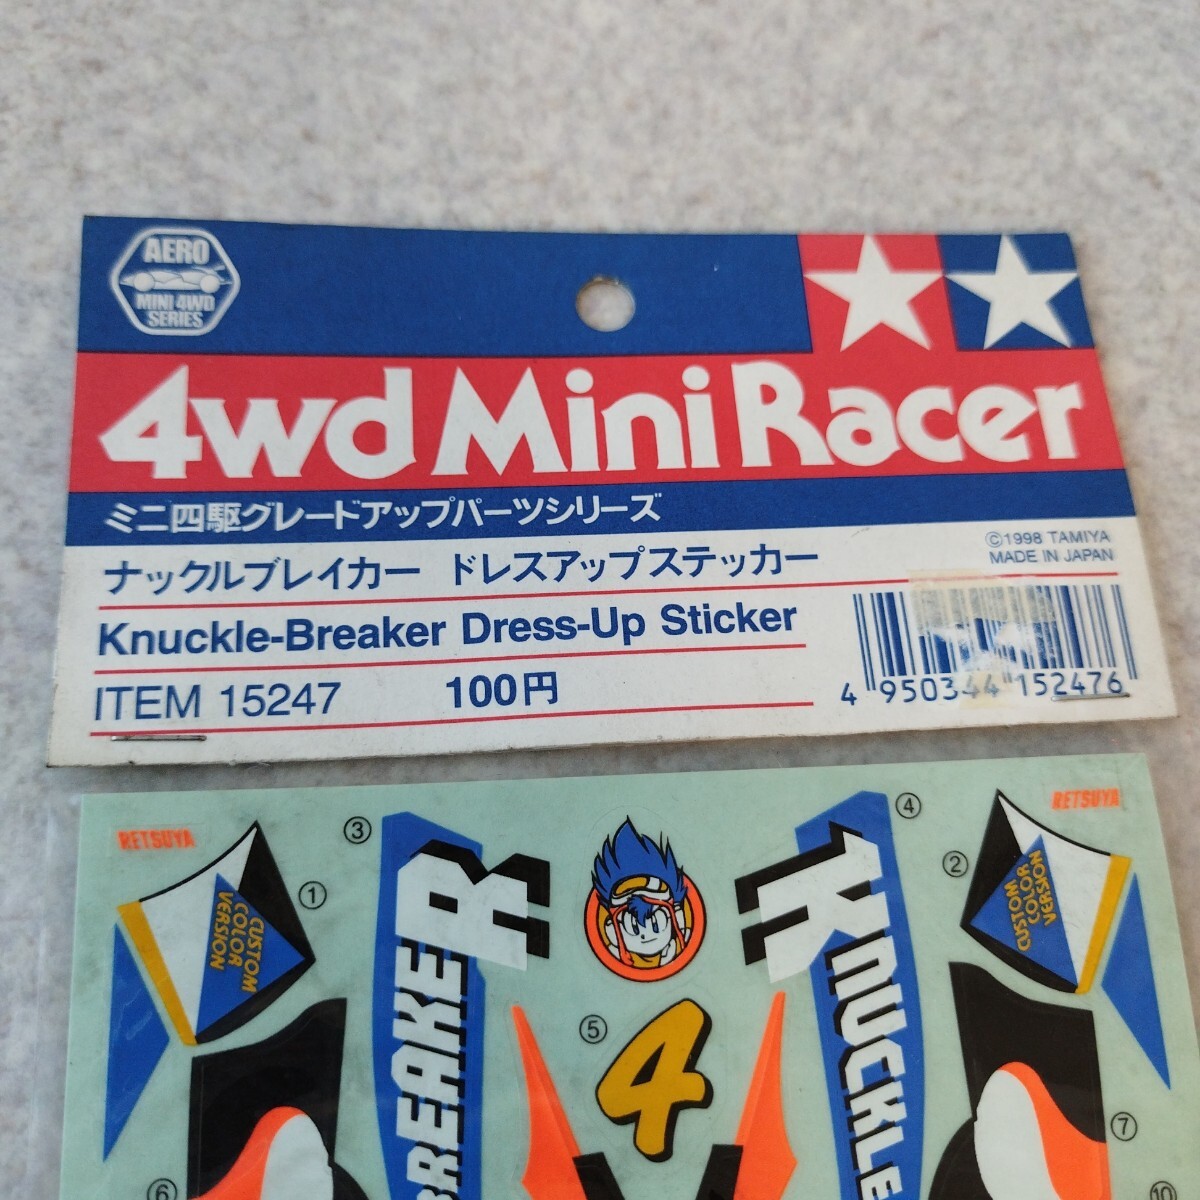 AERO
MINI 4WD
SERIES
4wd Mini Racer
ミニ四駆グレードアップパーツシリーズ
©1998 TAMIYA
MADE IN JAPAN
ナックルブレイカー ドレスアップステッカー
Knuckle-Breaker Dress-Up Sticker
ITEM 15247 100円
4 950344 152476
RETSUYA
RETSUYA
①
CUSTOM
COLOR
VERSION
③
BREAKER
④
KNUCKLE
②
CUSTOM
COLOR
VERSION
⑤
4
⑥
⑦
⑩